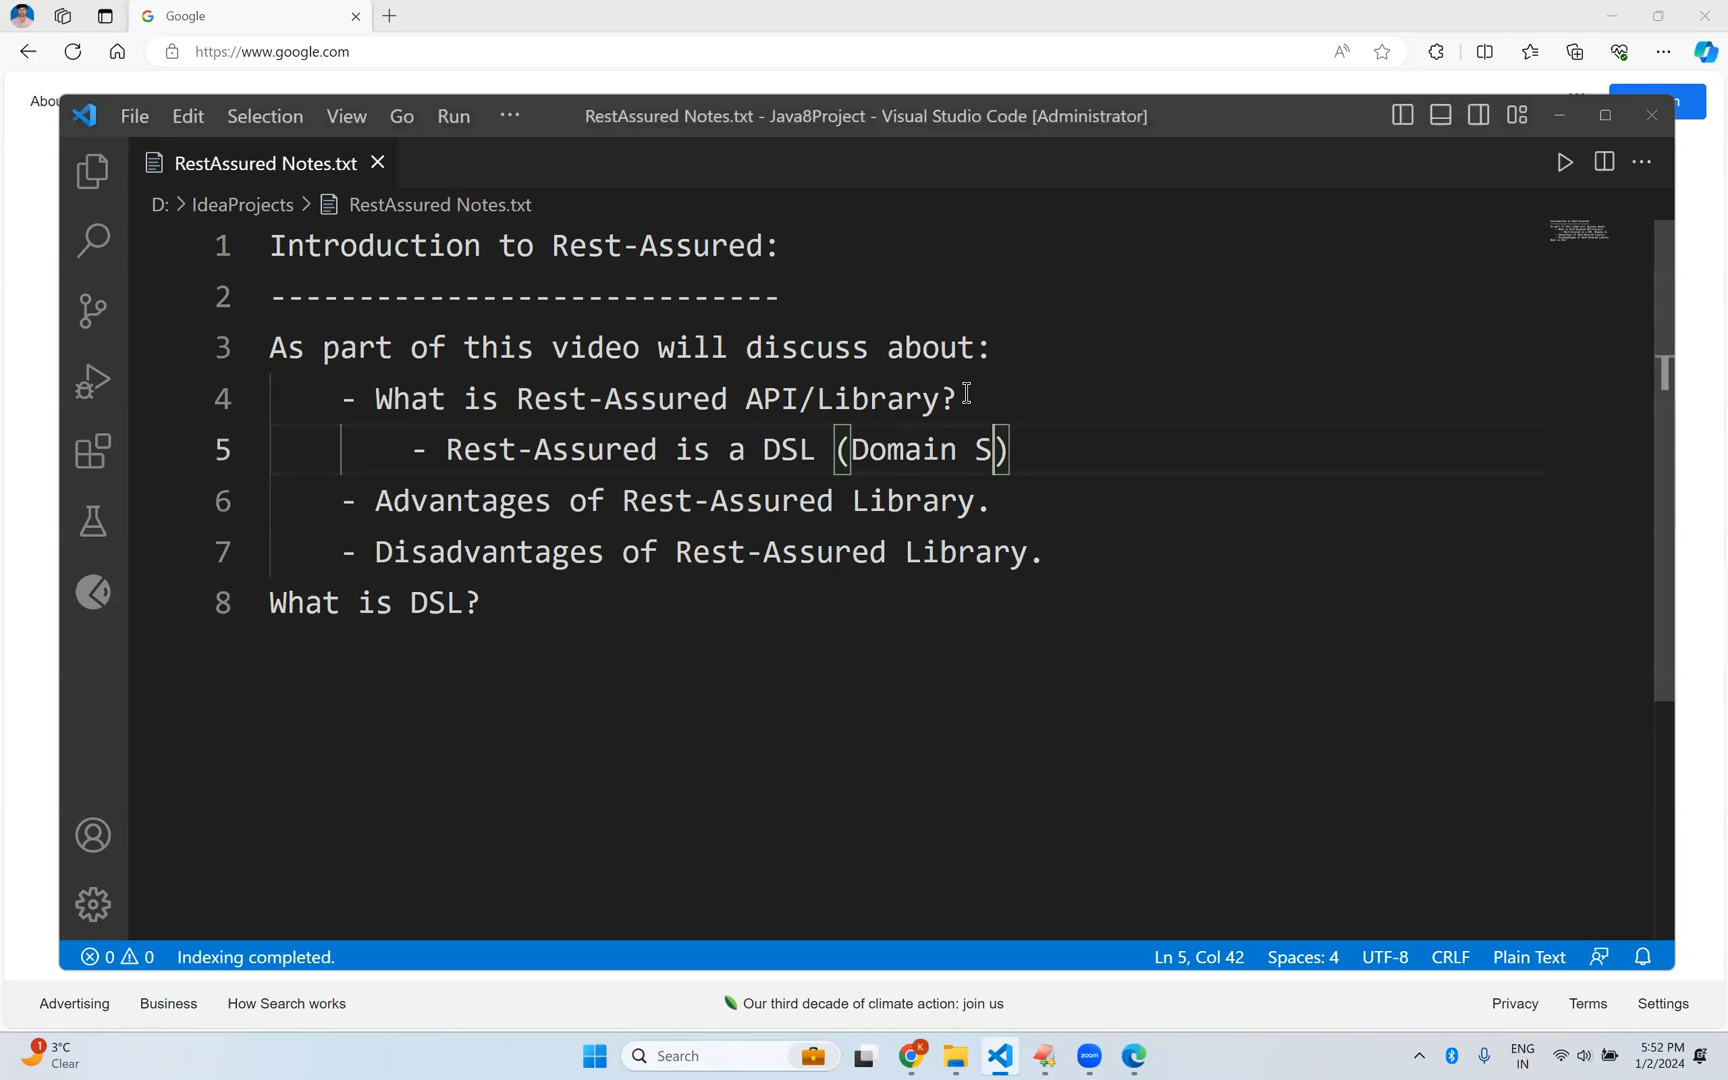 Google
https://www.google.com
Abou
File Edit Selection View Go Run ··· RestAssured Notes.txt - Java8Project - Visual Studio Code [Administrator]
RestAssured Notes.txt
D: > IdeaProjects > RestAssured Notes.txt
1 Introduction to Rest-Assured:
2 -----------------------------
3 As part of this video will discuss about:
4 - What is Rest-Assured API/Library?
5 - Rest-Assured is a DSL (Domain S)
6 - Advantages of Rest-Assured Library.
7 - Disadvantages of Rest-Assured Library.
8 What is DSL?
0 0 Indexing completed. Ln 5, Col 42 Spaces: 4 UTF-8 CRLF Plain Text
Advertising Business How Search works Our third decade of climate action: join us Privacy Terms Settings
1 3°C
Clear
Search
zoom
ENG
IN
5:52 PM
1/2/2024